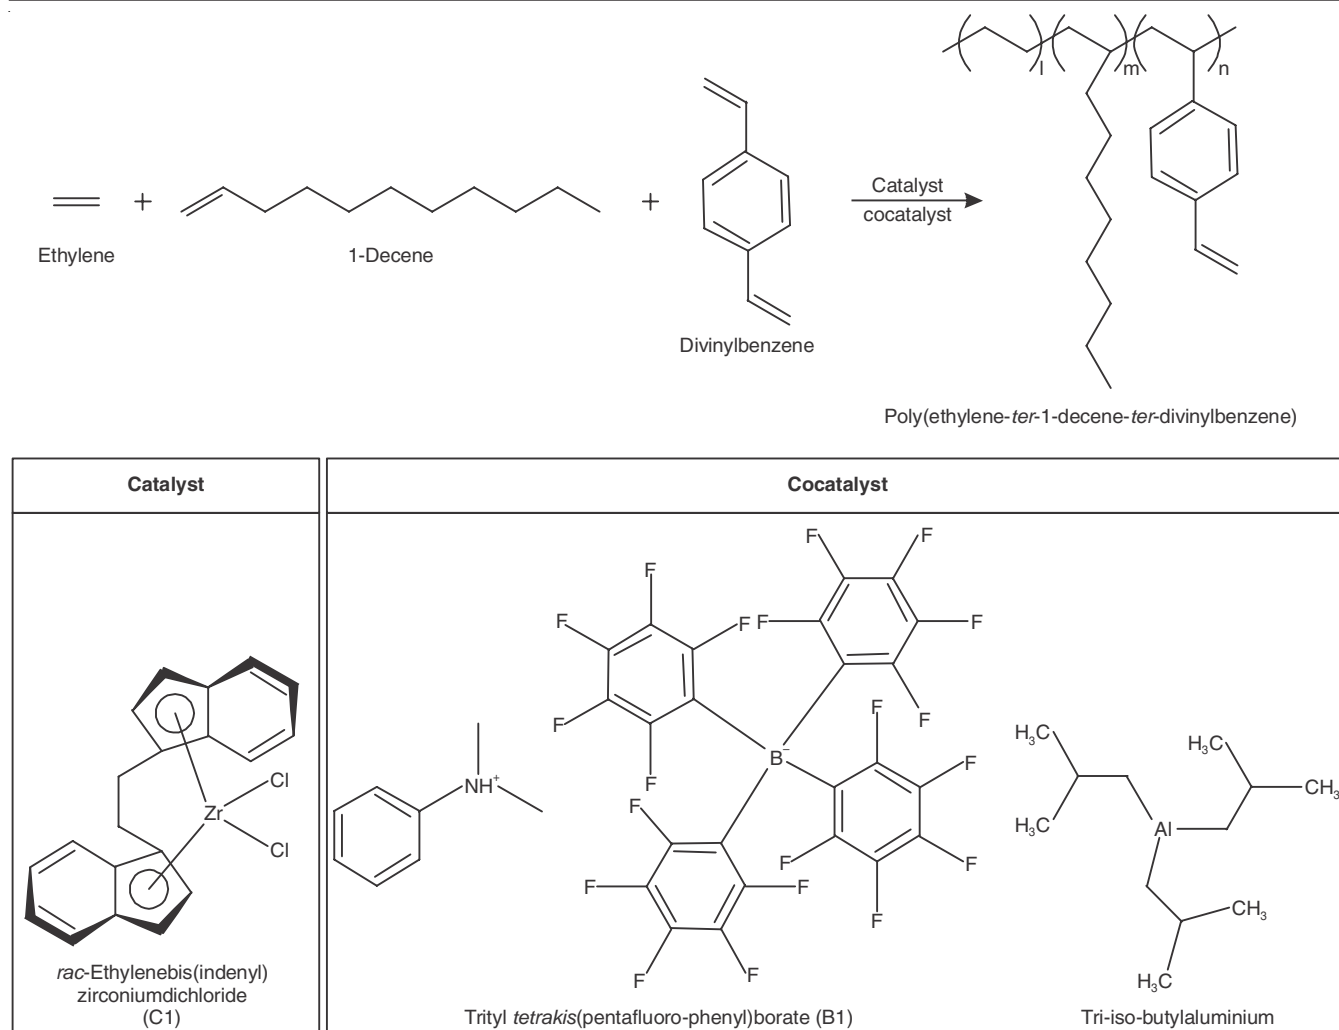 l
m
n
Catalyst
cocatalyst
Ethylene
1-Decene
Divinylbenzene
Poly(ethylene-ter-1-decene-ter-divinylbenzene)
Catalyst
Cocatalyst
F
F
F
F
F F
F
F
F
F
H₃C
H₃C
NH⁺
B⁻
F
CH₃
Cl
Zr
F
H₃C
Al
Cl
F
F
F
F
F
CH₃
F
F
H₃C
rac-Ethylenebis(indenyl)
zirconiumdichloride
(C1)
Trityl tetrakis(pentafluoro-phenyl)borate (B1)
Tri-iso-butylaluminium